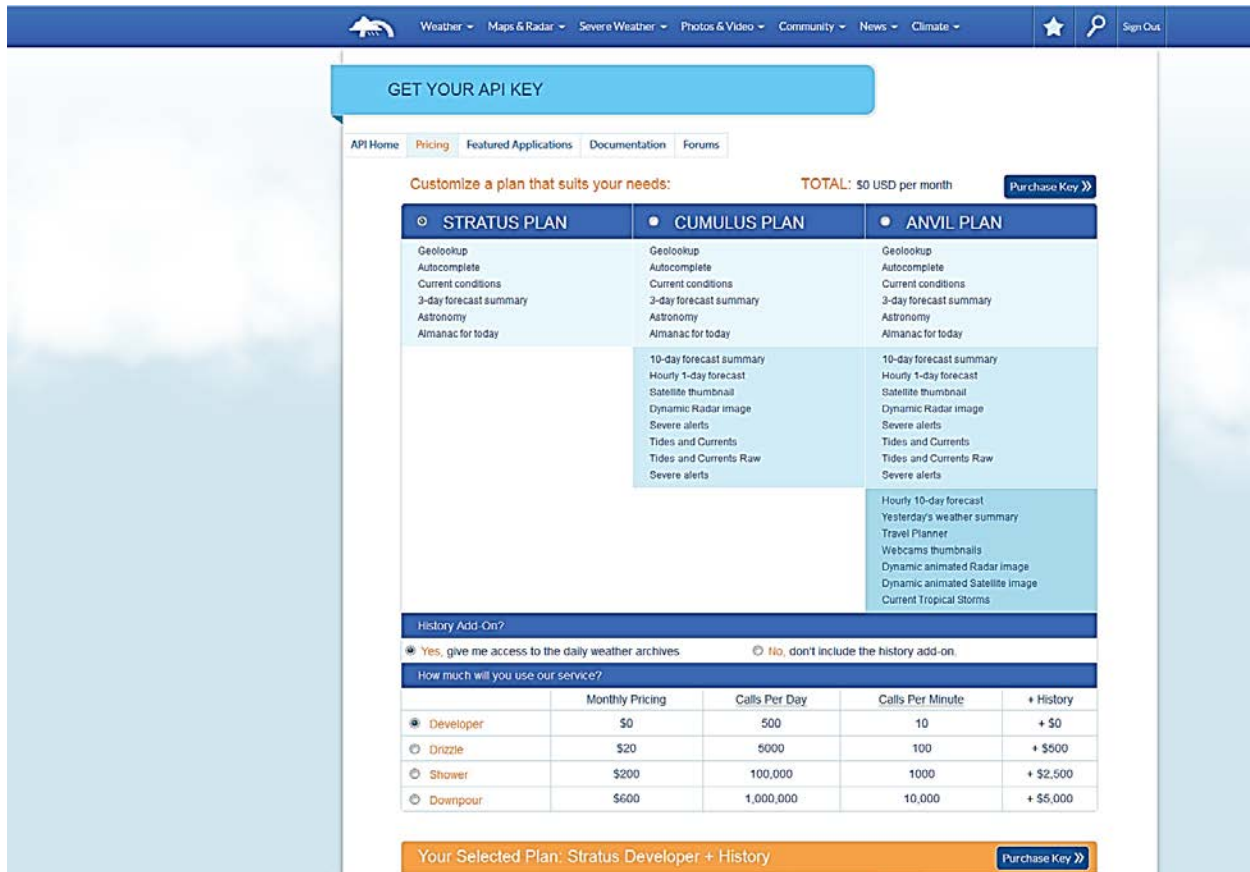 Weather Maps & Radar Severe Weather Photos & Video Community News Climate Sign Out
GET YOUR API KEY
API Home Pricing Featured Applications Documentation Forums
Customize a plan that suits your needs: TOTAL: $0 USD per month Purchase Key
STRATUS PLAN CUMULUS PLAN ANVIL PLAN
Geolookup Geolookup Geolookup
Autocomplete Autocomplete Autocomplete
Current conditions Current conditions Current conditions
3-day forecast summary 3-day forecast summary 3-day forecast summary
Astronomy Astronomy Astronomy
Almanac for today Almanac for today Almanac for today
10-day forecast summary 10-day forecast summary
Hourly 1-day forecast Hourly 1-day forecast
Satellite thumbnail Satellite thumbnail
Dynamic Radar image Dynamic Radar image
Severe alerts Severe alerts
Tides and Currents Tides and Currents
Tides and Currents Raw Tides and Currents Raw
Severe alerts Severe alerts
Hourly 10-day forecast
Yesterday's weather summary
Travel Planner
Webcams thumbnails
Dynamic animated Radar image
Dynamic animated Satellite image
Current Tropical Storms
History Add-On?
Yes, give me access to the daily weather archives No, don't include the history add-on.
How much will you use our service?
Monthly Pricing Calls Per Day Calls Per Minute + History
Developer $0 500 10 + $0
Drizzle $20 5000 100 + $500
Shower $200 100,000 1000 + $2,500
Downpour $600 1,000,000 10,000 + $5,000
Your Selected Plan: Stratus Developer + History Purchase Key